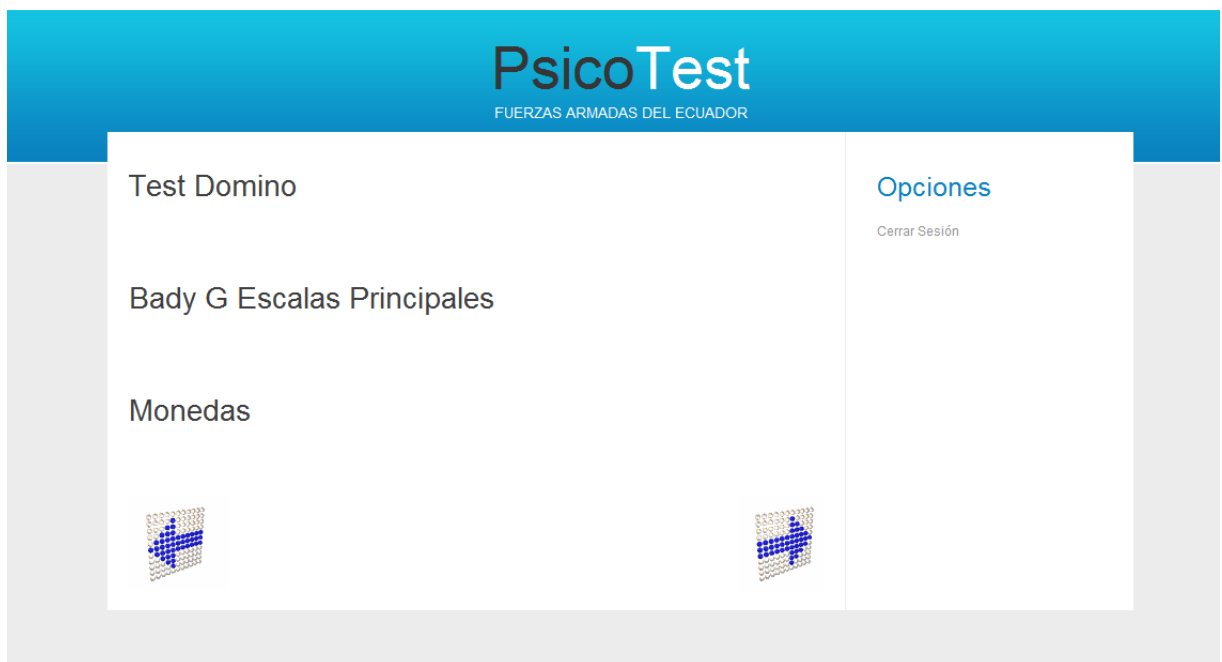 PsicoTest
FUERZAS ARMADAS DEL ECUADOR
Test Domino
Bady G Escalas Principales
Monedas
Opciones
Cerrar Sesión